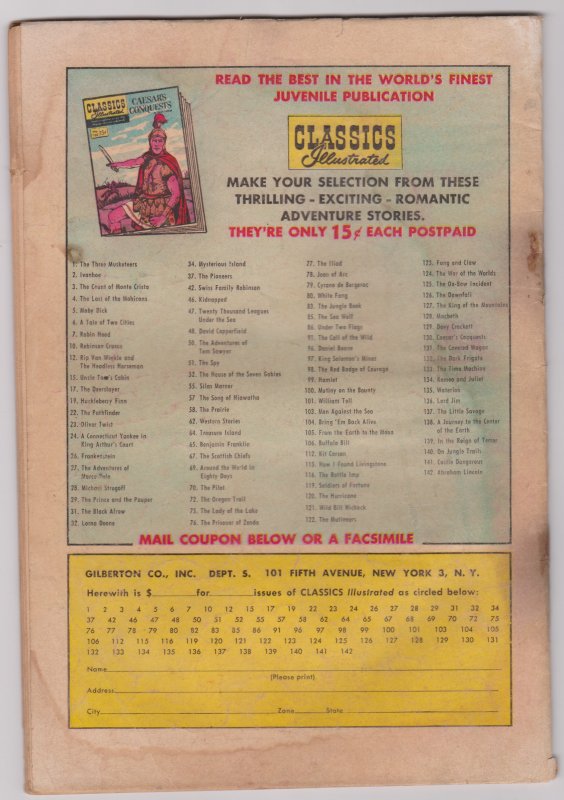 READ THE BEST IN THE WORLD'S FINEST
JUVENILE PUBLICATION
CLASSICS
Illustrated
CAESAR'S
CONQUESTS
CLASSICS
Illustrated
MAKE YOUR SELECTION FROM THESE
THRILLING - EXCITING - ROMANTIC
ADVENTURE STORIES.
THEY'RE ONLY 15¢ EACH POSTPAID
1. The Three Musketeers
2. Ivanhoe
3. The Count of Monte Cristo
4. The Last of the Mohicans
5. Moby Dick
6. A Tale of Two Cities
7. Robin Hood
10. Robinson Crusoe
12. Rip Van Winkle and
The Headless Horseman
15. Uncle Tom's Cabin
17. The Deerslayer
19. Huckleberry Finn
22. The Pathfinder
23. Oliver Twist
24. A Connecticut Yankee in
King Arthur's Court
26. Frankenstein
27. The Adventures of
Marco Polo
28. Michael Strogoff
29. The Prince and the Pauper
31. The Black Arrow
32. Lorna Doone
34. Mysterious Island
37. The Pioneers
42. Swiss Family Robinson
46. Kidnapped
47. Twenty Thousand Leagues
Under the Sea
48. David Copperfield
50. The Adventures of
Tom Sawyer
51. The Spy
52. The House of the Seven Gables
55. Silas Marner
57. The Song of Hiawatha
58. The Prairie
62. Western Stories
64. Treasure Island
65. Benjamin Franklin
67. The Scottish Chiefs
69. Around the World in
Eighty Days
70. The Pilot
72. The Oregon Trail
75. The Lady of the Lake
76. The Prisoner of Zenda
77. The Iliad
78. Joan of Arc
79. Cyrano de Bergerac
80. White Fang
83. The Jungle Book
85. The Sea Wolf
86. Under Two Flags
91. The Call of the Wild
96. Daniel Boone
97. King Solomon's Mines
98. The Red Badge of Courage
99. Hamlet
100. Mutiny on the Bounty
101. William Tell
103. Men Against the Sea
104. Bring 'Em Back Alive
105. From the Earth to the Moon
106. Buffalo Bill
112. Kit Carson
115. How I Found Livingstone
116. The Bottle Imp
119. Soldiers of Fortune
120. The Hurricane
121. Wild Bill Hickock
122. The Mutineers
123. Fang and Claw
124. The War of the Worlds
125. The Ox-Bow Incident
126. The Downfall
127. The King of the Mountains
128. Macbeth
129. Davy Crockett
130. Caesar's Conquests
131. The Covered Wagon
132. The Dark Frigate
133. The Time Machine
134. Romeo and Juliet
135. Waterloo
136. Lord Jim
137. The Little Savage
138. A Journey to the Center
of the Earth
139. In the Reign of Terror
140. On Jungle Trails
141. Castle Dangerous
142. Abraham Lincoln
MAIL COUPON BELOW OR A FACSIMILE
GILBERTON CO., INC. DEPT. S. 101 FIFTH AVENUE, NEW YORK 3, N. Y.
Herewith is $ for issues of CLASSICS Illustrated as circled below:
1 2 3 4 5 6 7 10 12 15 17 19 22 23 24 26 27 28 29 31 32 34
37 42 46 47 48 50 51 52 55 57 58 62 64 65 67 69 70 72 75
76 77 78 79 80 83 85 86 91 96 97 98 99 100 101 103 104 105
106 112 115 116 119 120 121 122 123 124 125 126 127 128 129 130 131
132 133 134 135 136 137 138 139 140 141 142
Name
(Please print)
Address
City Zone State